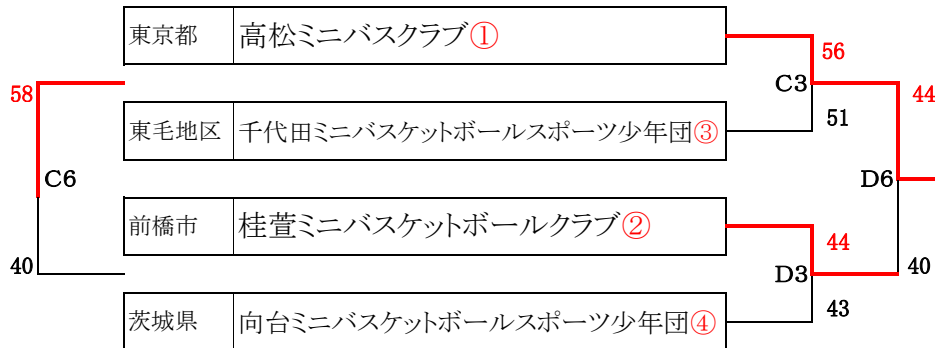 東京都 高松ミニバスクラブ①
56
58
C3
44
東毛地区 千代田ミニバスケットボールスポーツ少年団③
51
C6
D6
前橋市 桂萱ミニバスケットボールクラブ②
44
40
D3
40
茨城県 向台ミニバスケットボールスポーツ少年団④
43